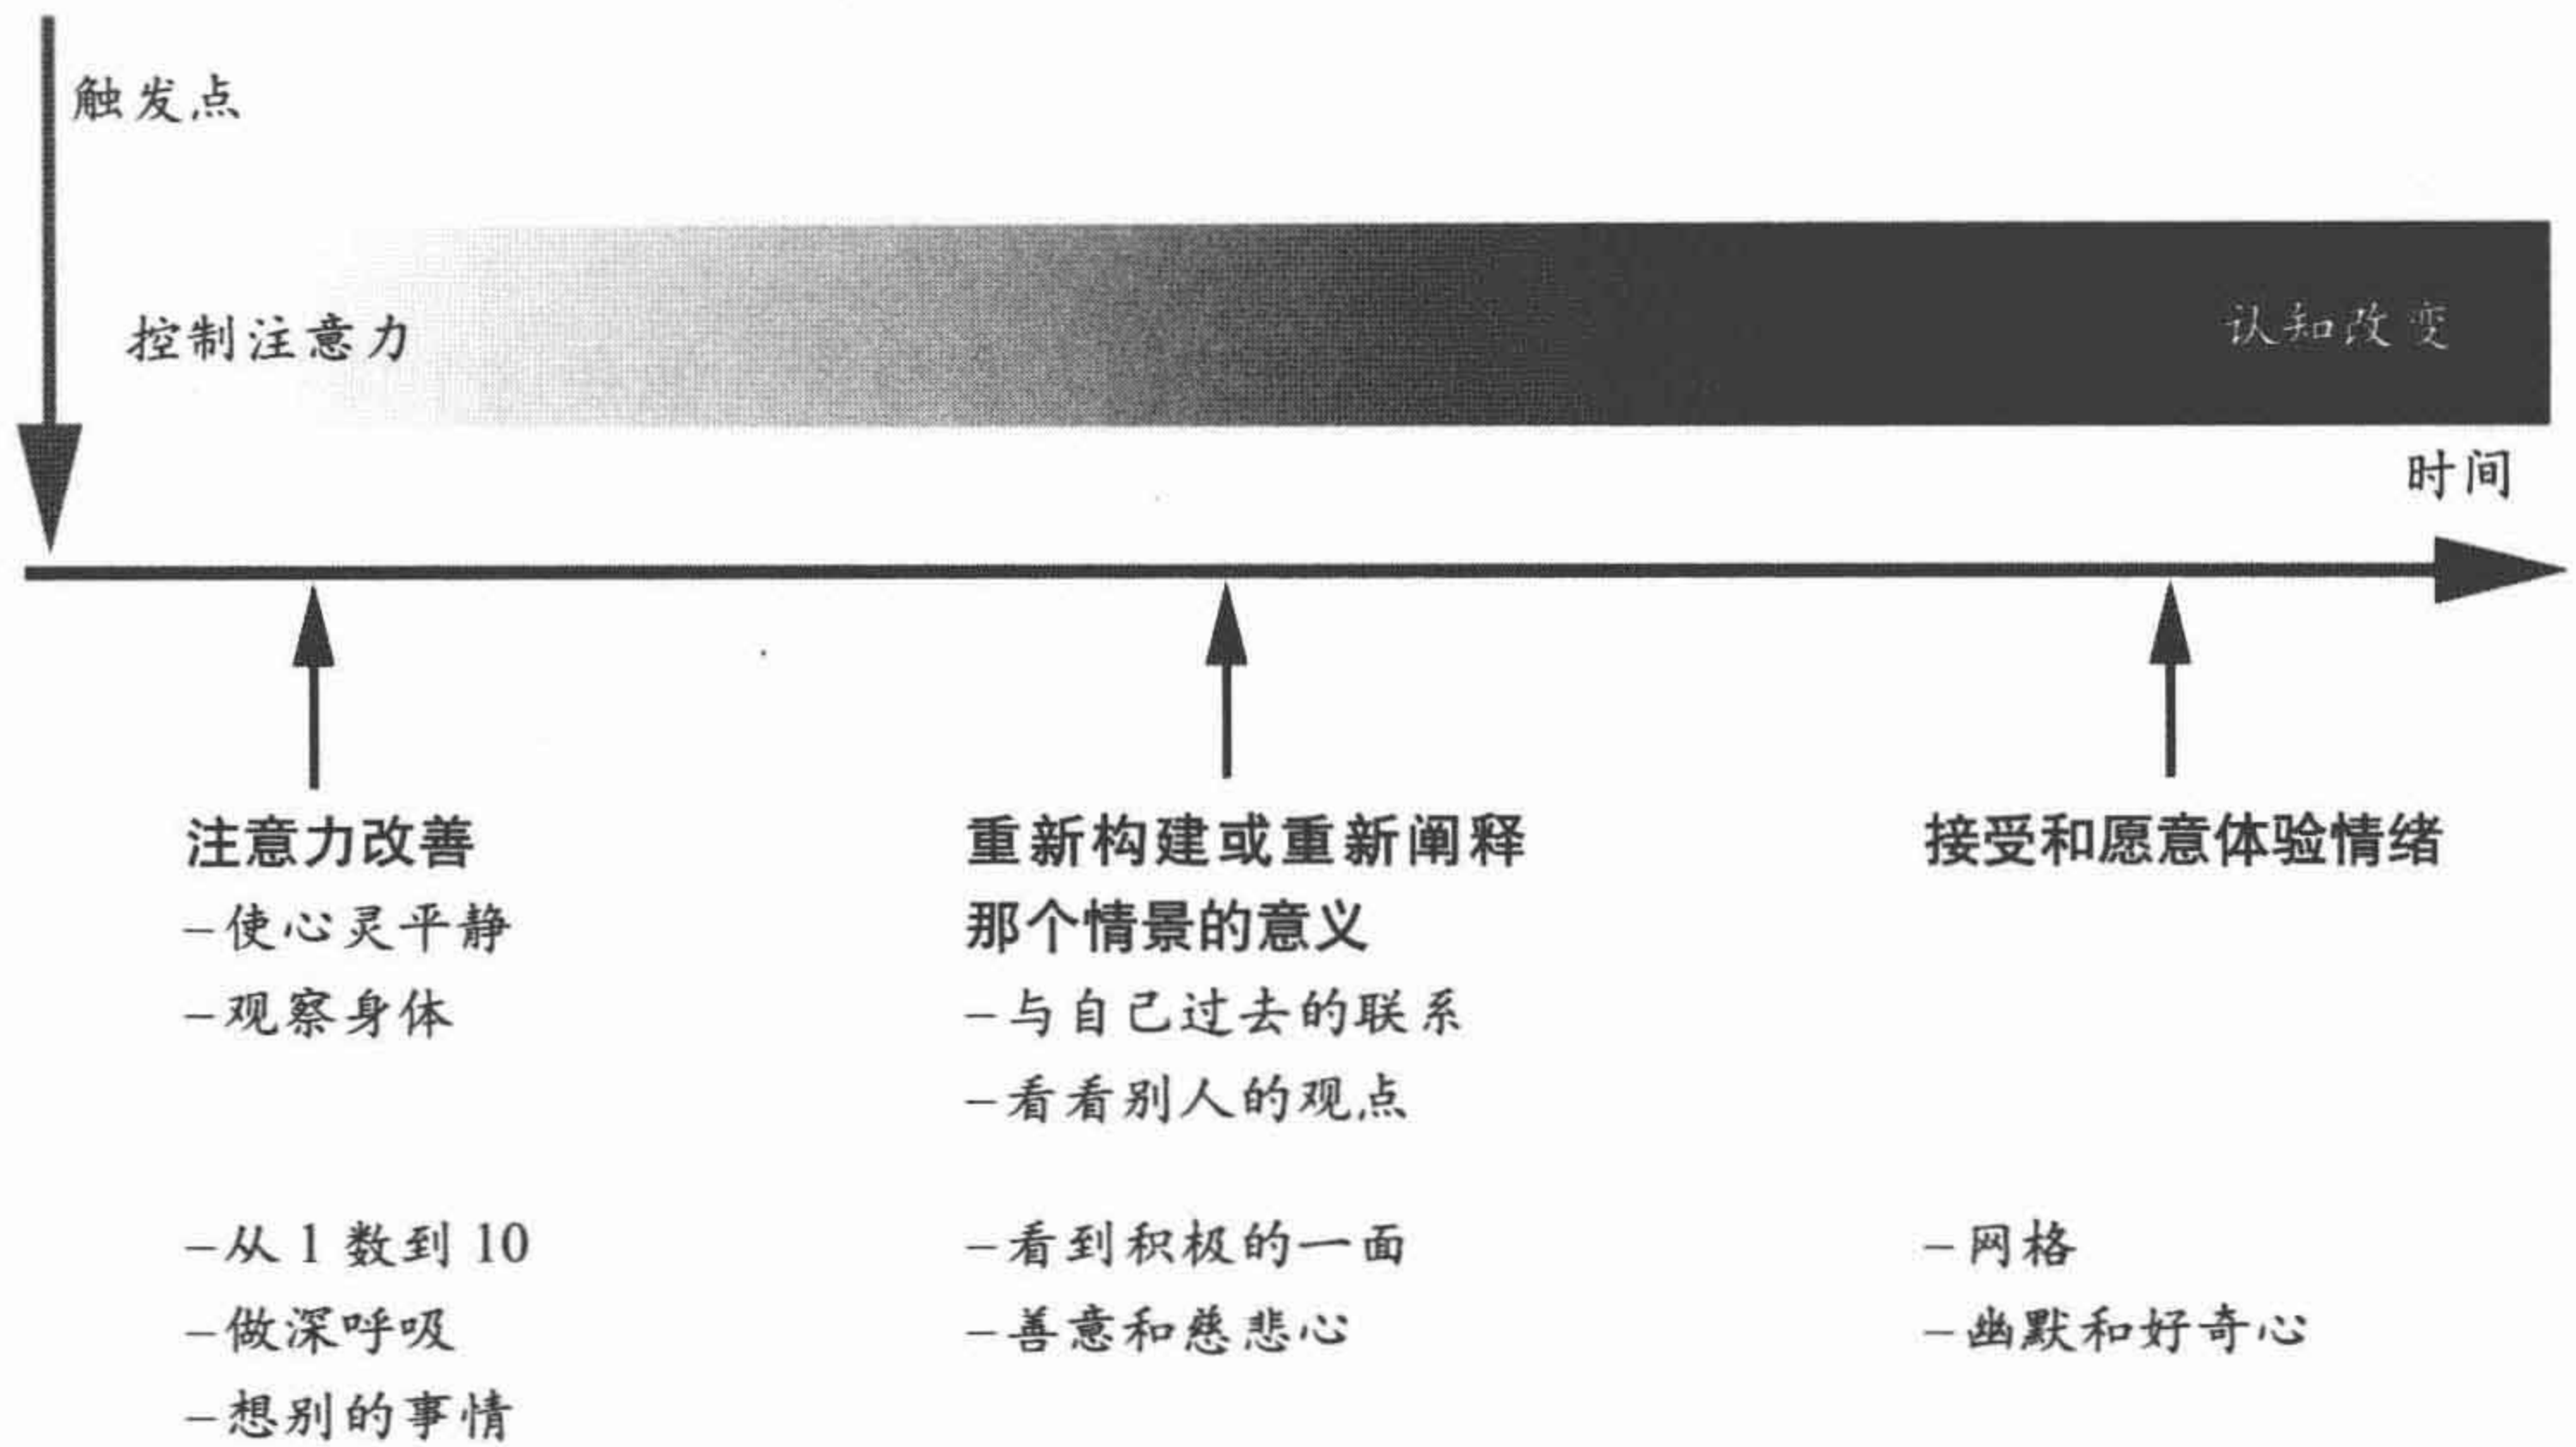 触发点
控制注意力
认知改变
时间
注意力改善
–使心灵平静
–观察身体
–从 1 数到 10
–做深呼吸
–想别的事情
重新构建或重新阐释
那个情景的意义
–与自己过去的联系
–看看别人的观点
–看到积极的一面
–善意和慈悲心
接受和愿意体验情绪
–网格
–幽默和好奇心